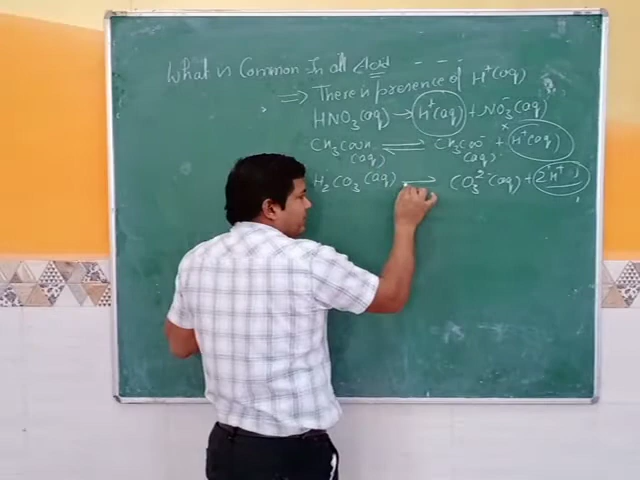 What is Common In all Acid - - -
⇒ There is presence of H⁺(aq)
HNO₃(aq) → H⁺(aq) + NO₃⁻(aq)
CH₃COOH (aq) ⇌ CH₃COO⁻ (aq) + H⁺(aq)
H₂CO₃(aq) ⇌ CO₃²⁻(aq) + 2H⁺